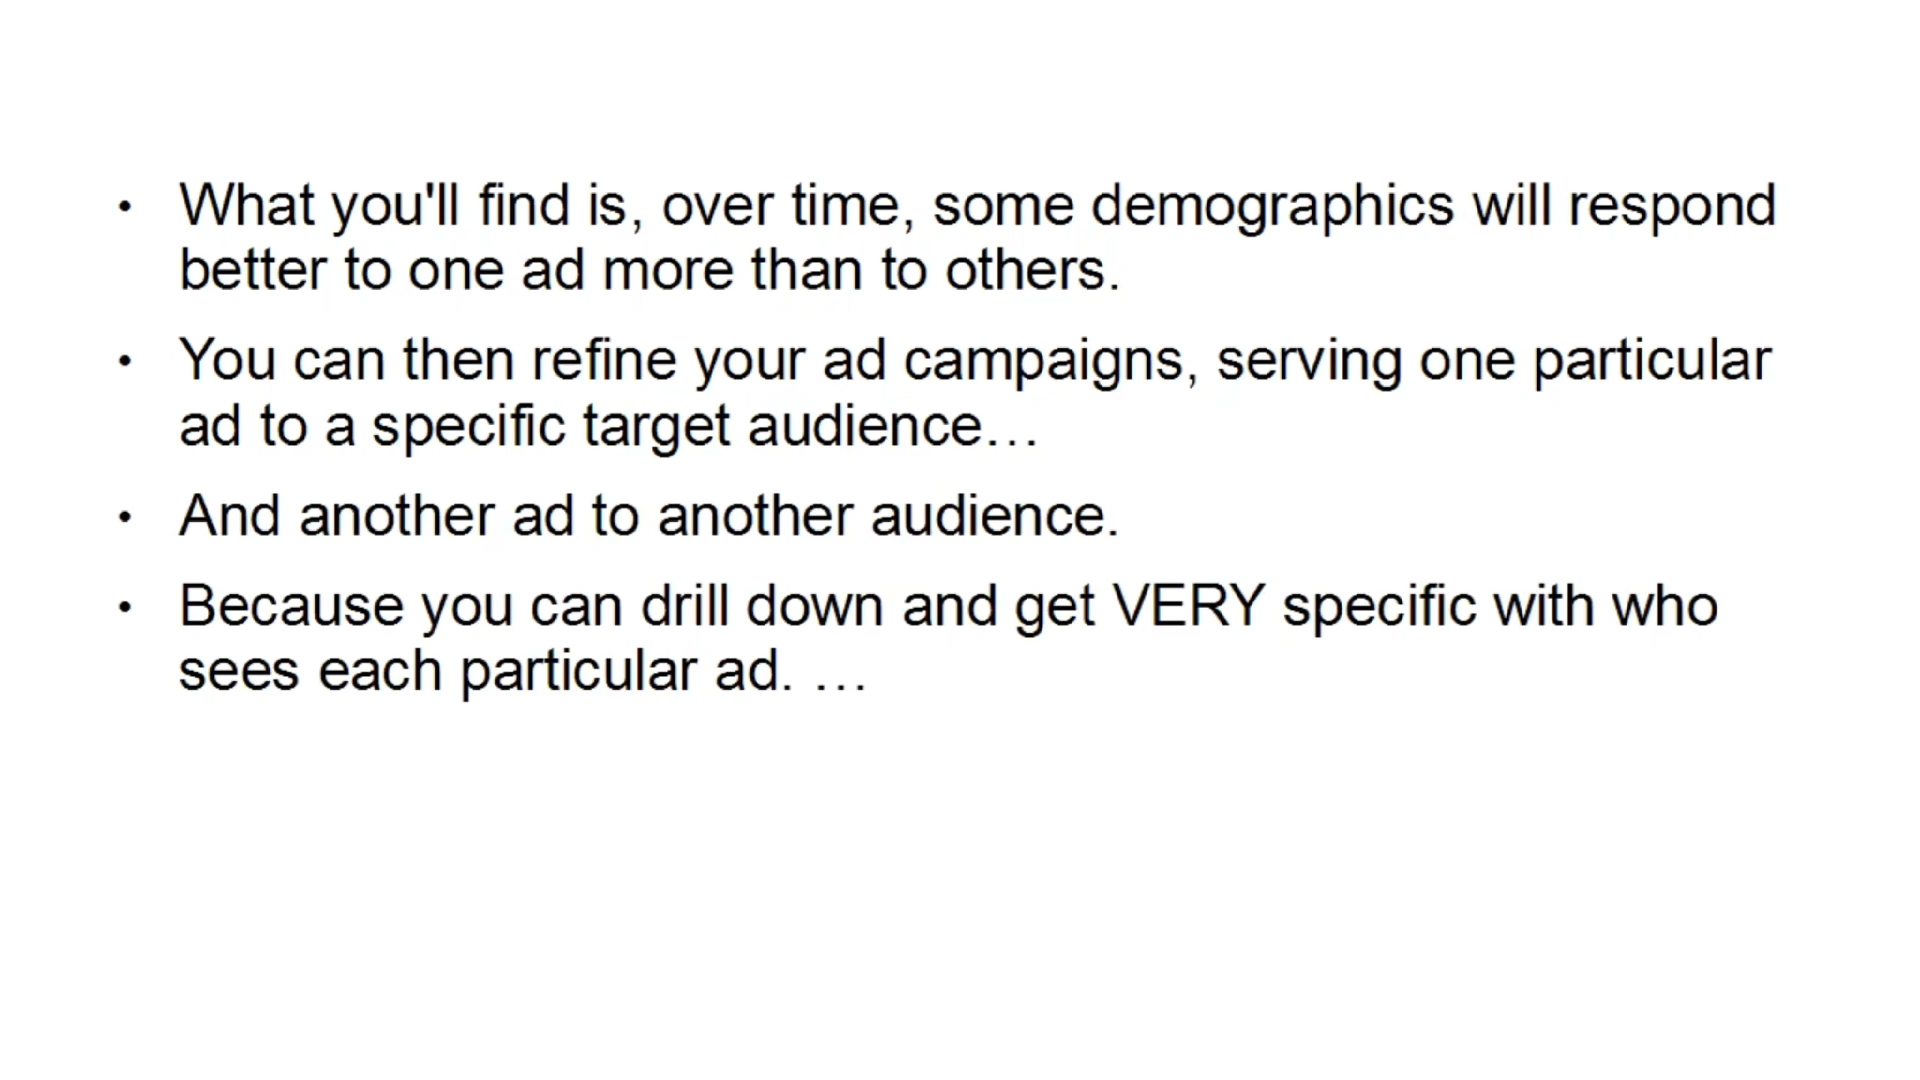 • What you'll find is, over time, some demographics will respond
better to one ad more than to others.
• You can then refine your ad campaigns, serving one particular
ad to a specific target audience…
• And another ad to another audience.
• Because you can drill down and get VERY specific with who
sees each particular ad. …